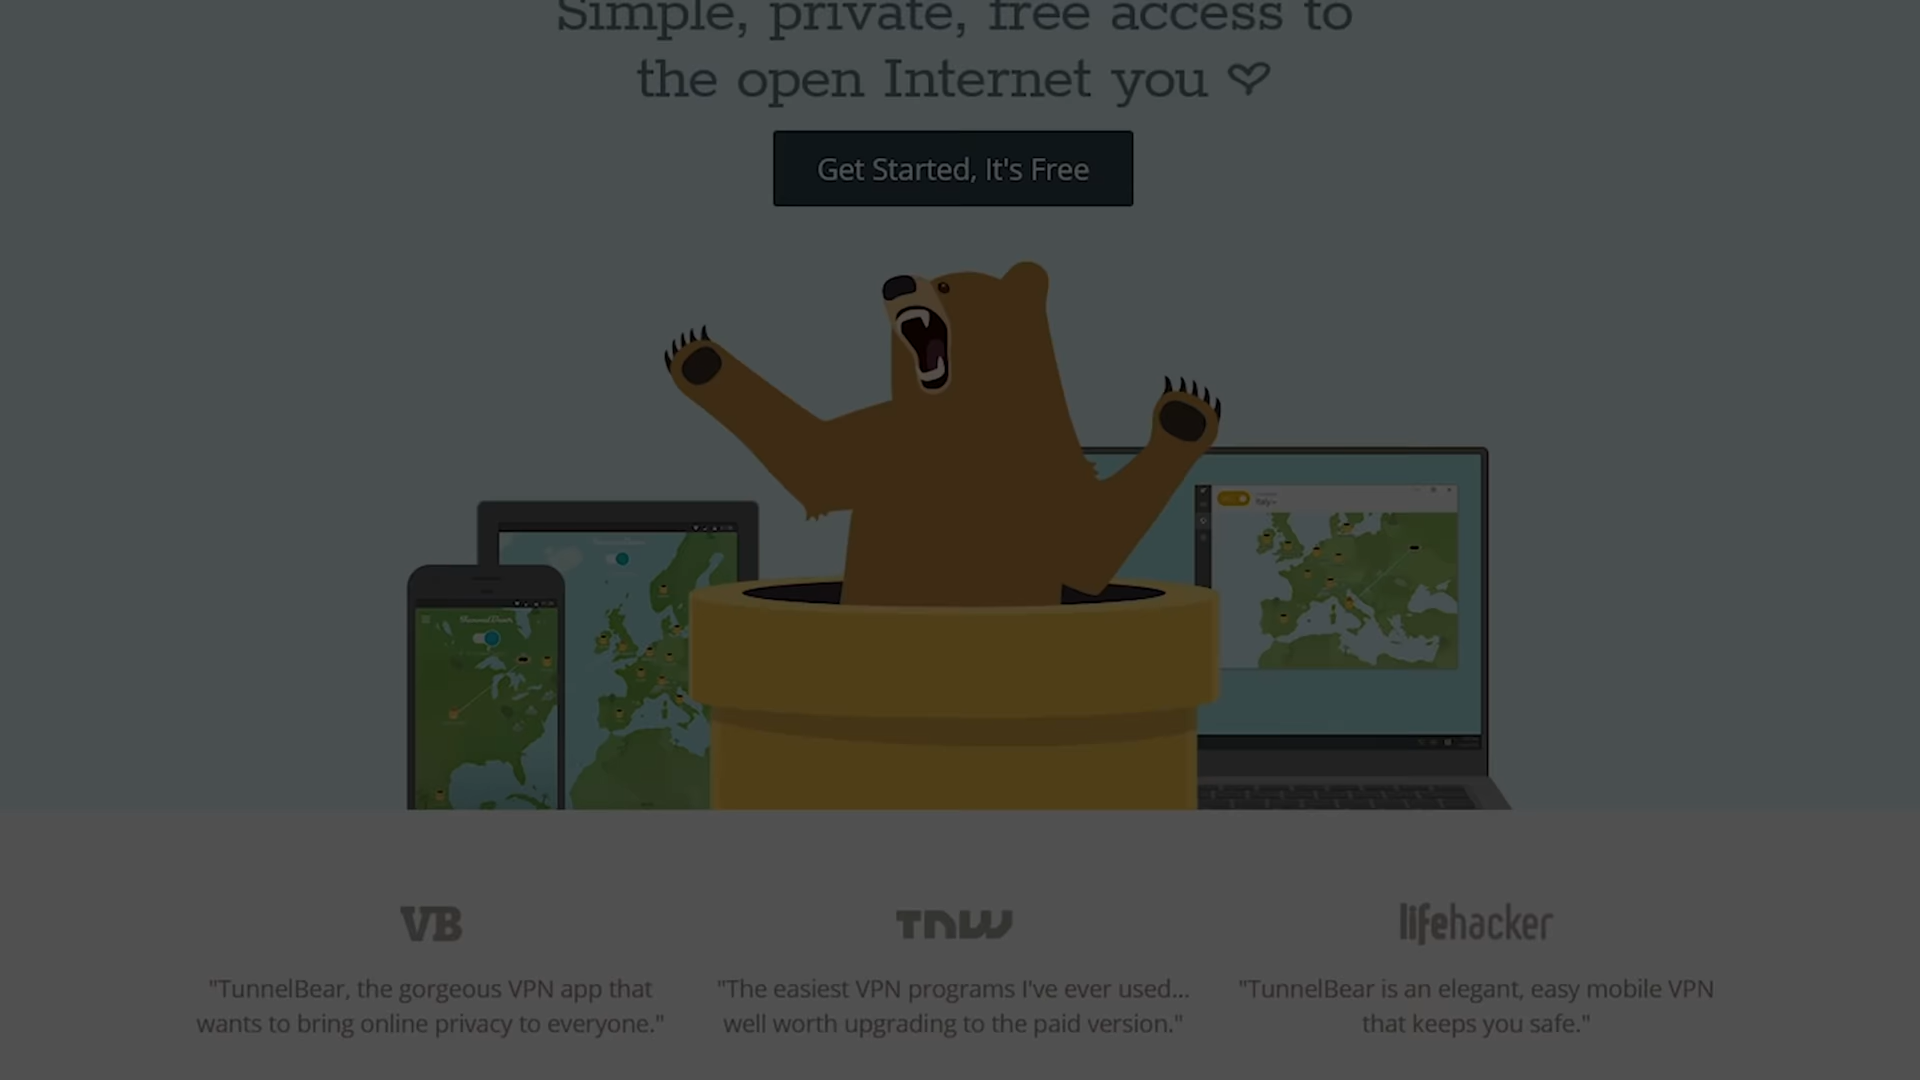 Simple, private, free access to
the open Internet you ♡
Get Started, It's Free
VB
TNW
lifehacker
"TunnelBear, the gorgeous VPN app that
wants to bring online privacy to everyone."
"The easiest VPN programs I've ever used...
well worth upgrading to the paid version."
"TunnelBear is an elegant, easy mobile VPN
that keeps you safe."